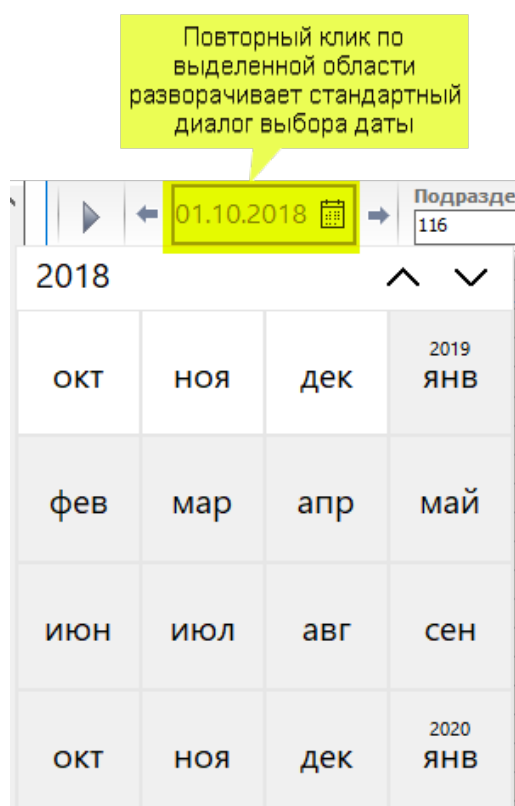 Повторный клик по
выделенной области
разворачивает стандартный
диалог выбора даты
01.10.2018
Подразде
116
2018
окт ноя дек 2019 янв
фев мар апр май
июн июл авг сен
окт ноя дек 2020 янв